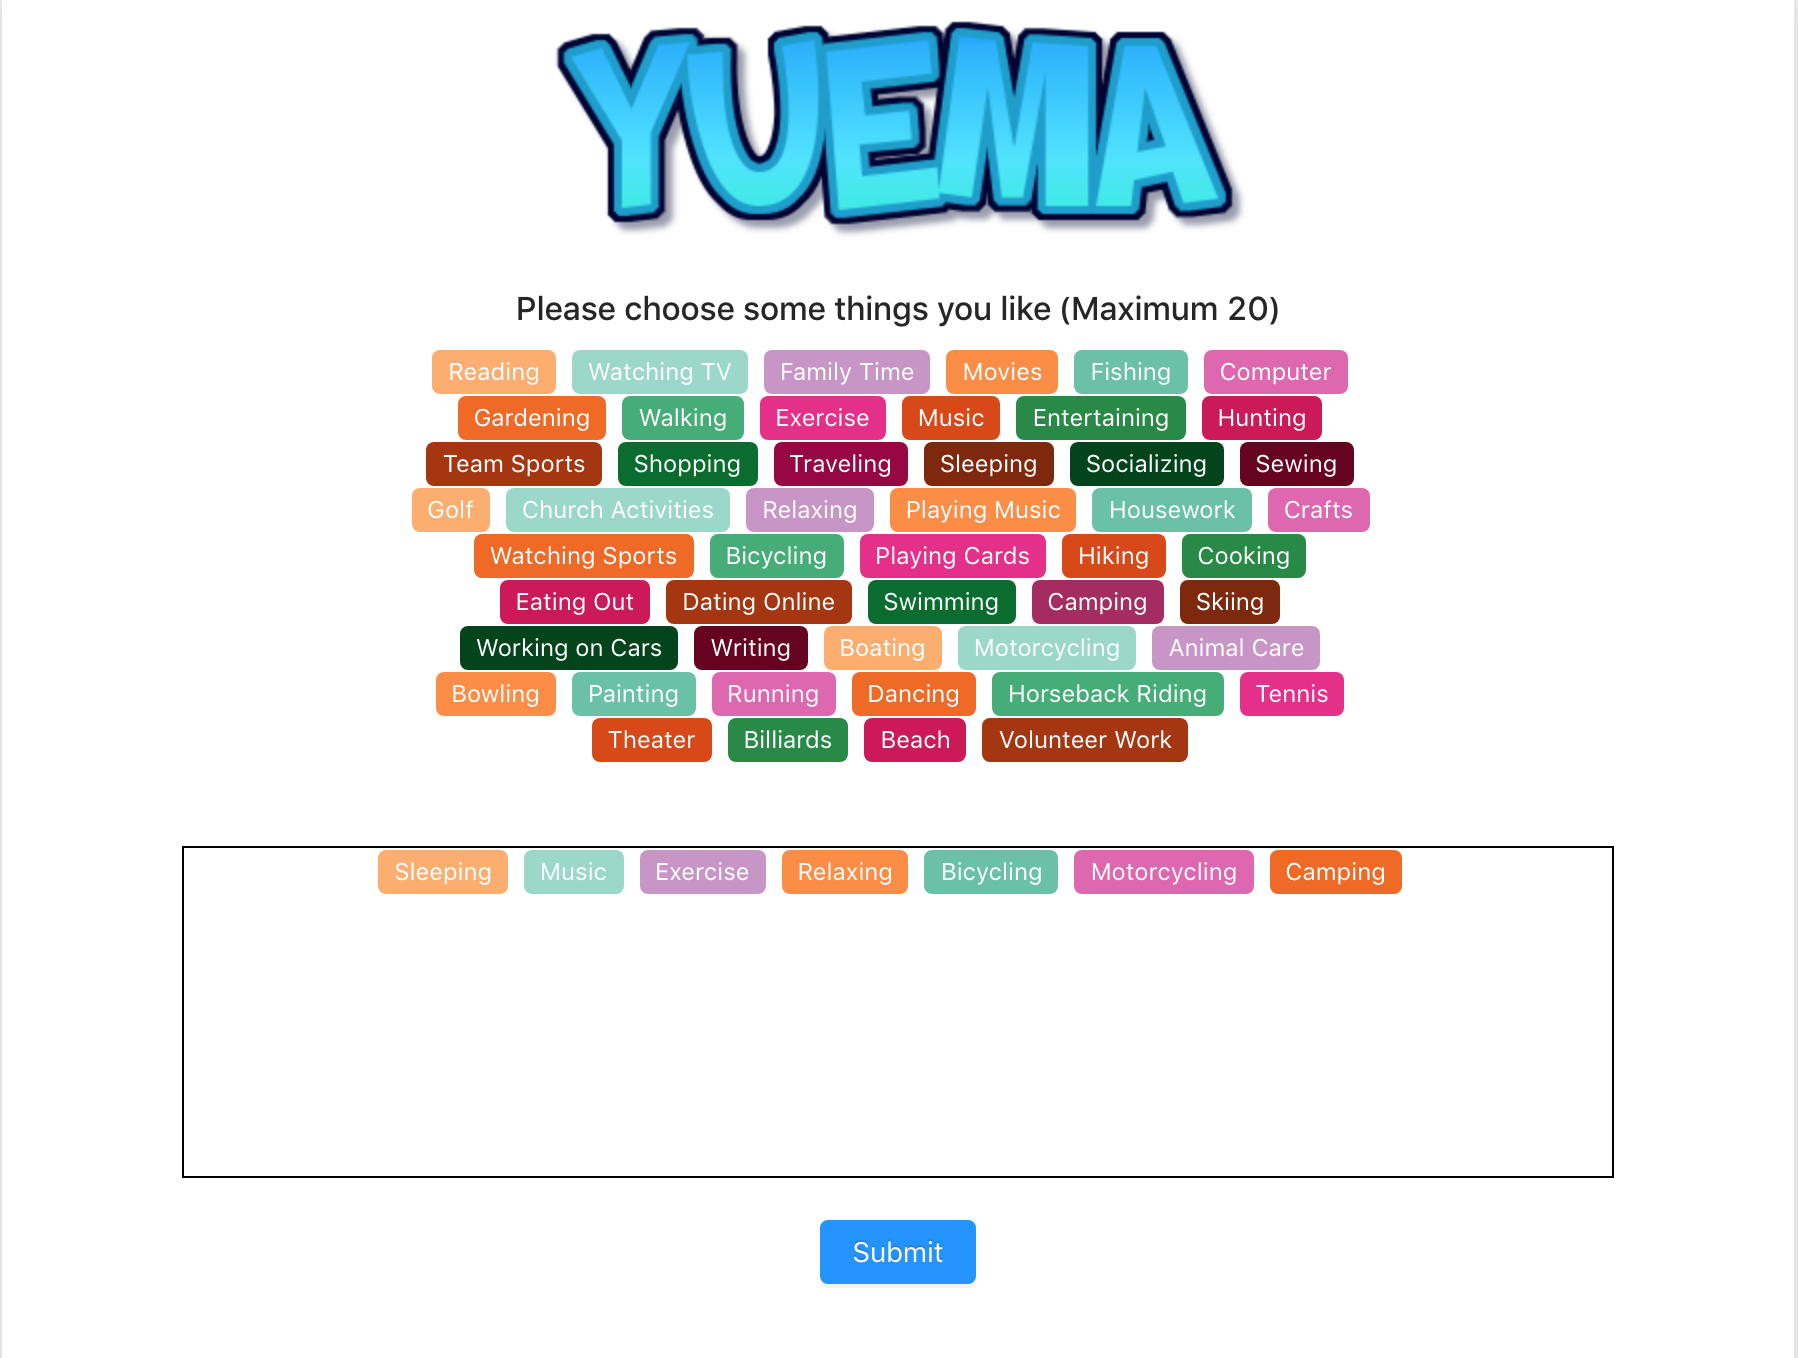 YUEMA
Please choose some things you like (Maximum 20)
Reading Watching TV Family Time Movies Fishing Computer
Gardening Walking Exercise Music Entertaining Hunting
Team Sports Shopping Traveling Sleeping Socializing Sewing
Golf Church Activities Relaxing Playing Music Housework Crafts
Watching Sports Bicycling Playing Cards Hiking Cooking
Eating Out Dating Online Swimming Camping Skiing
Working on Cars Writing Boating Motorcycling Animal Care
Bowling Painting Running Dancing Horseback Riding Tennis
Theater Billiards Beach Volunteer Work
Sleeping Music Exercise Relaxing Bicycling Motorcycling Camping
Submit